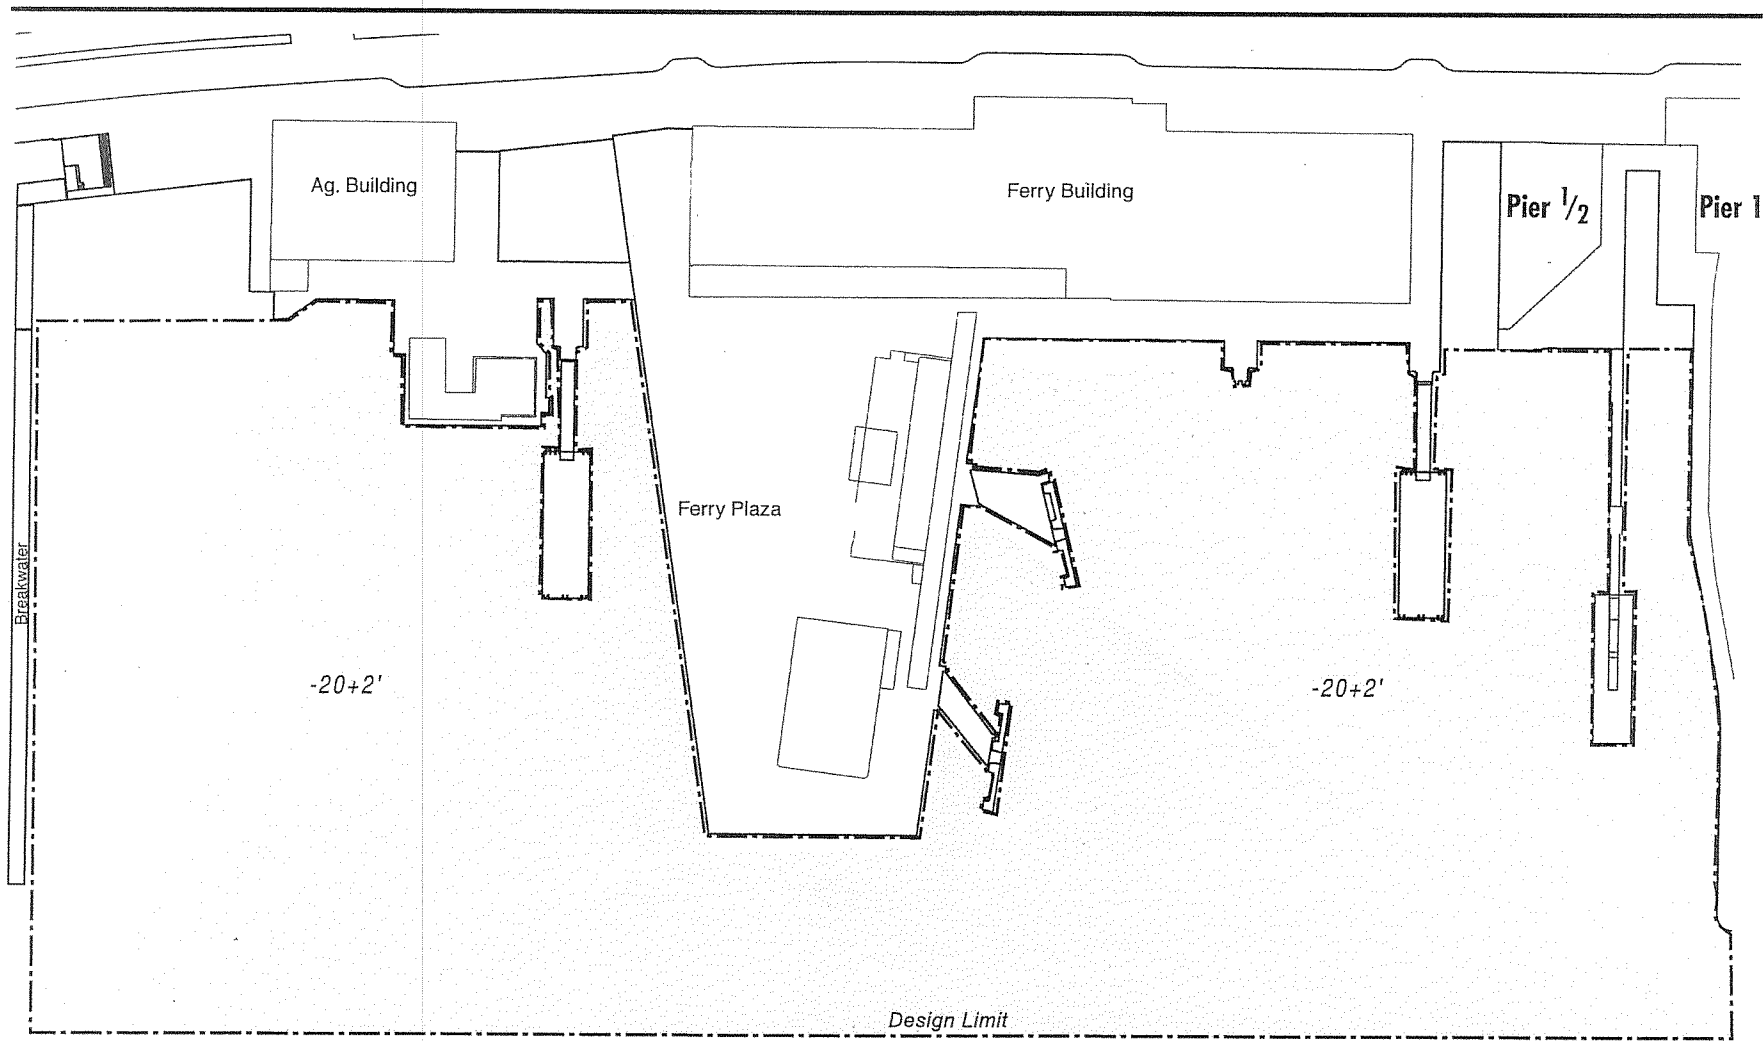 Ag. Building
Ferry Building
Pier 1/2
Pier 1
Ferry Plaza
Breakwater
-20+2'
-20+2'
Design Limit